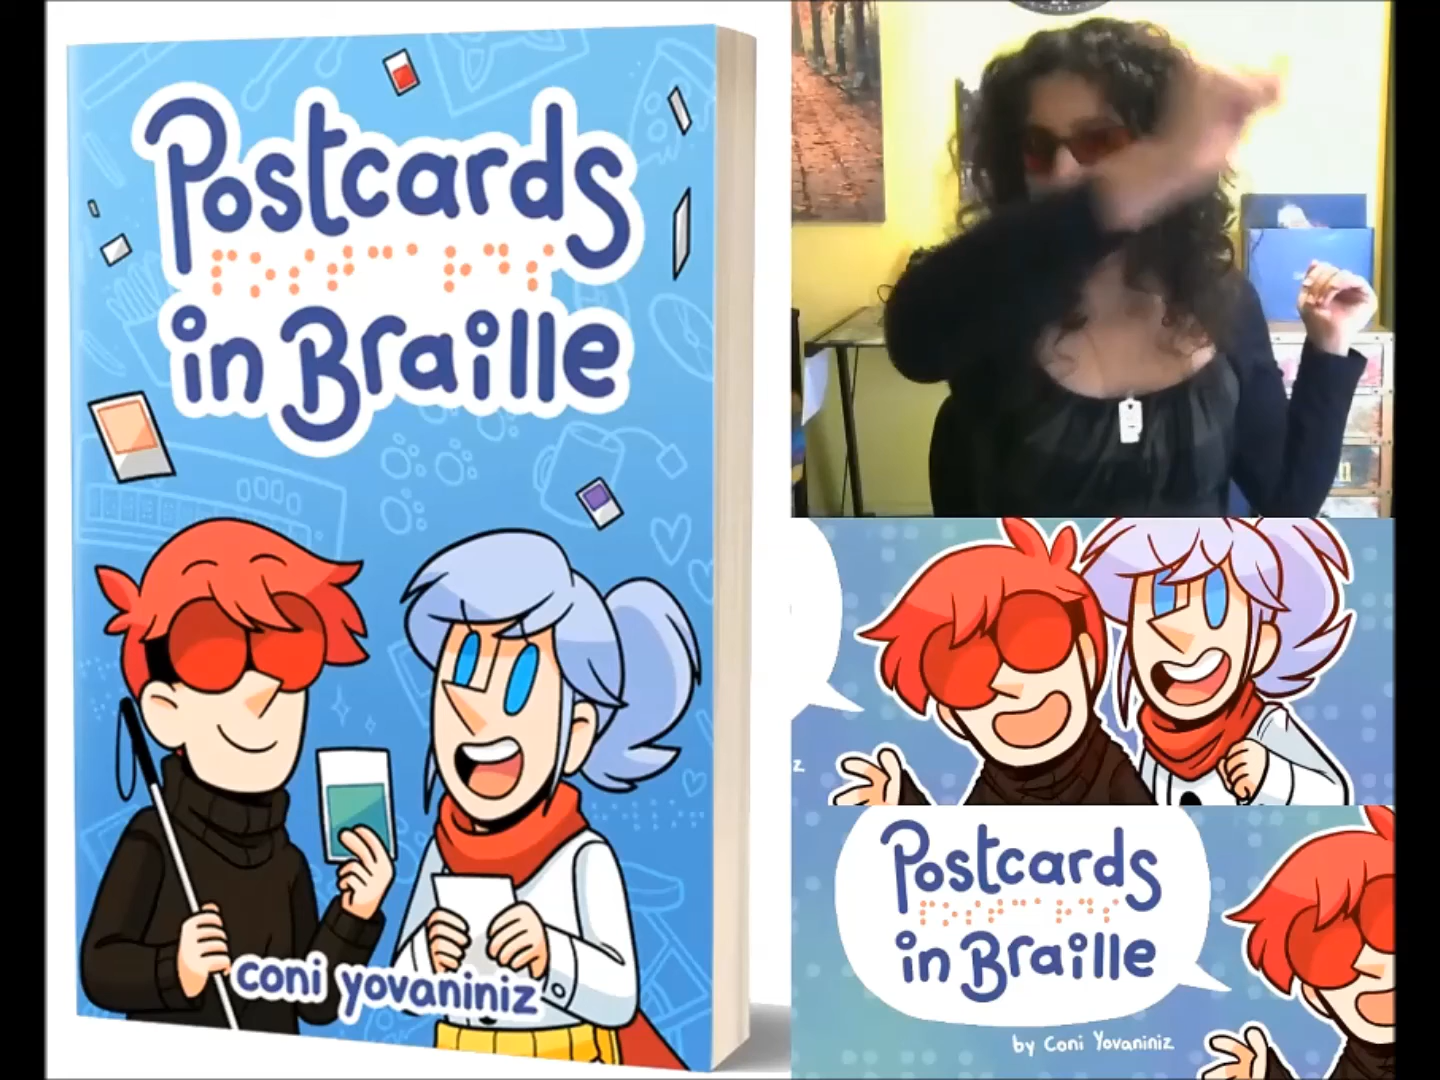 Postcards
⠏⠕⠎⠞⠉⠁⠗⠙⠎
in Braille
coni yovaniniz
z
Postcards
⠏⠕⠎⠞⠉⠁⠗⠙⠎
in Braille
by Coni Yovaniniz